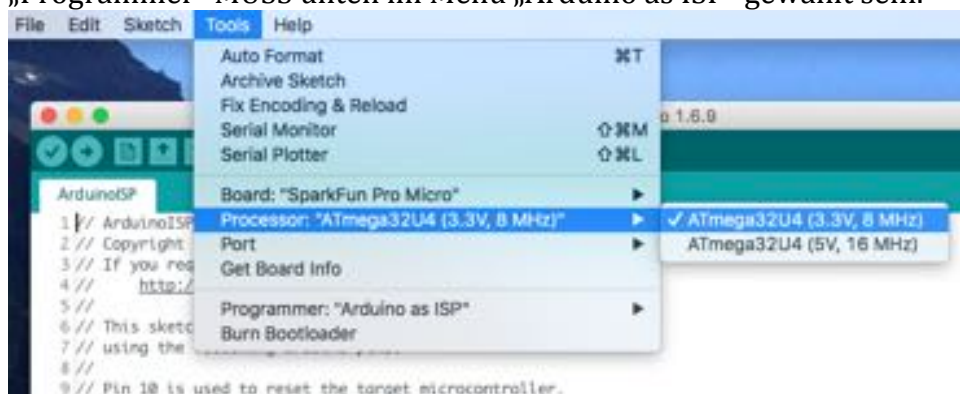 „Programmer“ MUSS unten im Menü „Arduino as ISP“ gewählt sein.
File Edit Sketch Tools Help
Auto Format ⌘T
Archive Sketch
Fix Encoding & Reload
Serial Monitor ⇧⌘M
Serial Plotter ⇧⌘L
1.6.9
ArduinoISP
Board: "SparkFun Pro Micro" ▶
Processor: "ATmega32U4 (3.3V, 8 MHz)" ▶
✓ ATmega32U4 (3.3V, 8 MHz)
ATmega32U4 (5V, 16 MHz)
Port ▶
Get Board Info
Programmer: "Arduino as ISP" ▶
Burn Bootloader
1 // ArduinoISP
2 // Copyright
3 // If you req
4 // http:/
5 //
6 // This sketc
7 // using the
8 //
9 // Pin 10 is used to reset the target microcontroller.